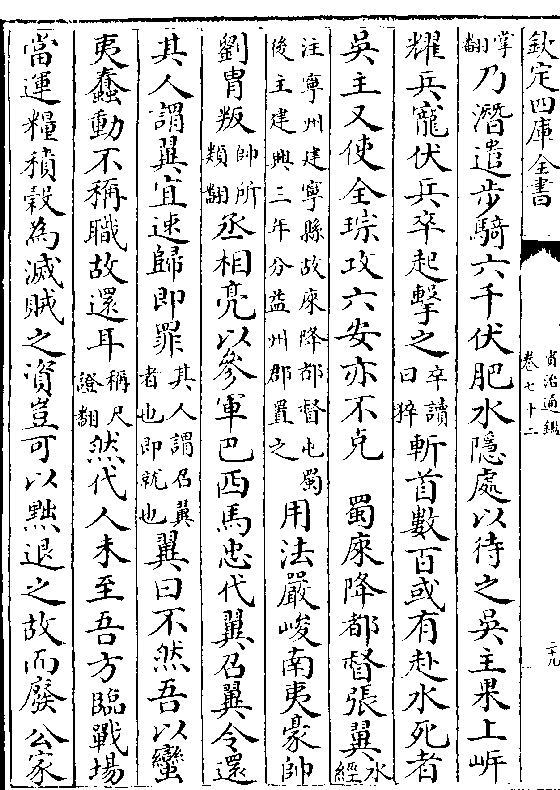 欽定四庫全書
資治通鑑
卷七十二
掌翻乃潛遣步騎六千伏肥水隱處以待之吳主果上岍
耀兵寵伏兵卒起擊之卒讀曰猝斬首數百或有赴水死者
吳主又使全琮攻六安亦不克　蜀庲降都督張翼水經
注寧州建寧縣故庲降都督屯蜀後主建興三年分益州郡置之用法嚴峻南夷豪帥
劉胄叛帥所類翻丞相亮以參軍巴西馬忠代翼召翼令還
其人謂翼宜速歸即罪其人謂召翼者也即就也翼曰不然吾以蠻
夷蠢動不稱職故還耳稱尺證翻然代人未至吾方臨戰場
當運糧積穀為滅賊之資豈可以黜退之故而廢公家